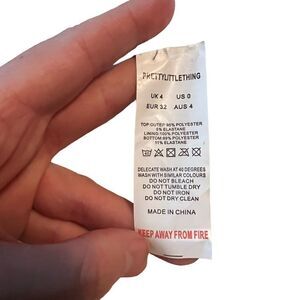 PRETTYLITTLETHING
UK 4 US 0
EUR 32 AUS 4
TOP:OUTER:95% POLYESTER
5% ELASTANE
LINING:100% POLYESTER
BOTTOM:89% POLYESTER
11% ELASTANE
DELECATE WASH AT 40 DEGREES
WASH WITH SIMILAR COLOURS
DO NOT BLEACH
DO NOT TUMBLE DRY
DO NOT IRON
DO NOT DRY CLEAN
MADE IN CHINA
KEEP AWAY FROM FIRE